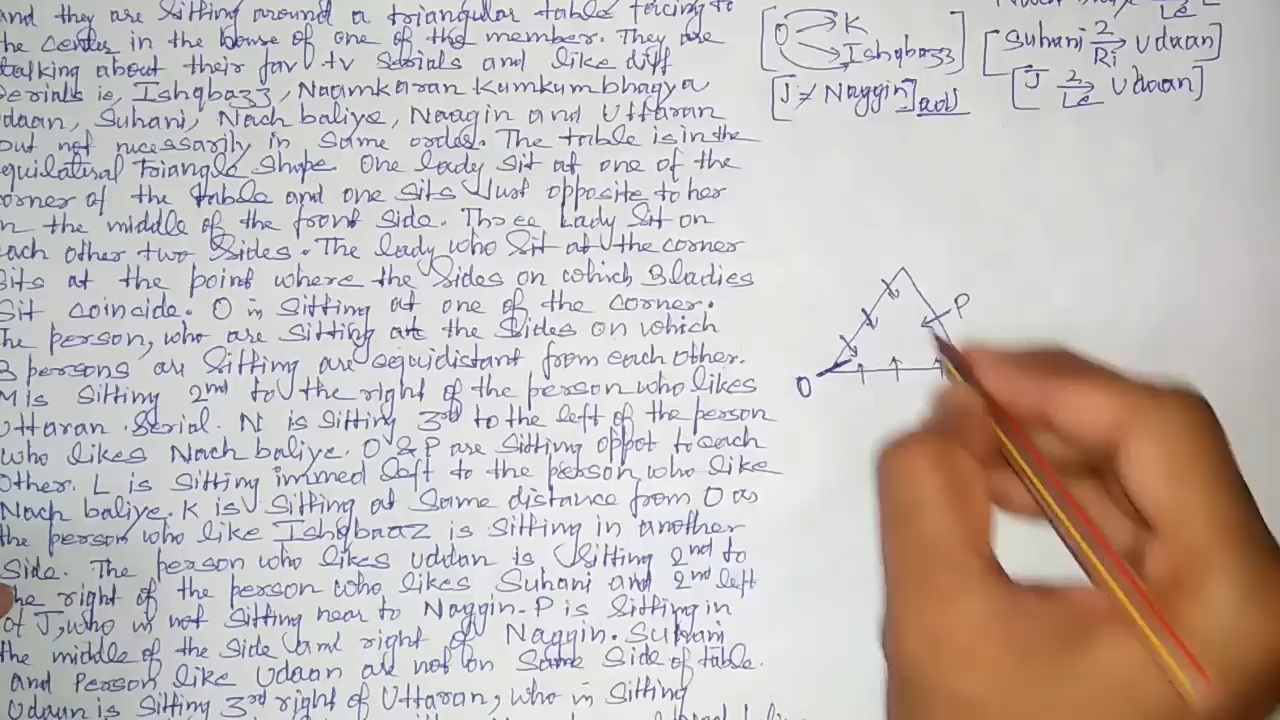 and they are sitting around a triangular table facing to
the center in the house of one of the member. They are
talking about their fav tv Serials and like diff
Serials ie, Ishqbazz, Naamkaran Kumkumbhagya
daan, Suhani, Nach baliye, Naagin and Uttaran
but not necessarily in Same order. The table is in the
equilateral triangle Shape. One lady Sit at one of the
corner of the table and one Sits Just opposite to her
n the middle of the front Side. Three Lady Sit on
each other two Sides. The lady who Sit at the corner
Sits at the point where the Sides on which 3 ladies
Sit coincide. O is Sitting at one of the corner.
The person, who are Sitting at the Sides on which
3 persons are Sitting are equidistant from each other.
M is Sitting 2nd to the right of the person who likes
Uttaran Serial. N is Sitting 3rd to the left of the person
who likes Nach baliye. O & P are Sitting oppot to each
other. L is Sitting immed left to the person who like
Nach baliye. K is Sitting at Same distance from O as
the person who like Ishqbaaz is Sitting in another
Side. The person who likes uddan is Sitting 2nd to
the right of the person who likes Suhani and 2nd left
of J, who is not Sitting near to Naggin. P is Sitting in
the middle of the Side and right of Naggin. Suhani
and Person like Udaan are not on Same Side of table.
Udaan is Sitting 3rd right of Uttaran, who is Sitting
O K
Ishqbazz
[J ≠ Naggin] adj
[Suhani 2 Ri Udaan]
[J 2 Le Udaan]
P
O